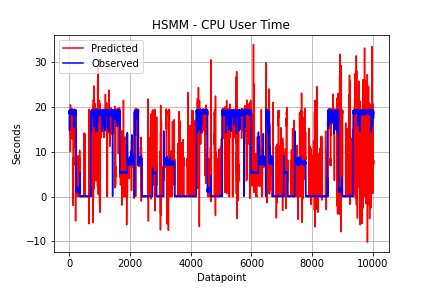 HSMM - CPU User Time
Predicted
Observed
30
20
10
0
−10
Seconds
0 2000 4000 6000 8000 10000
Datapoint